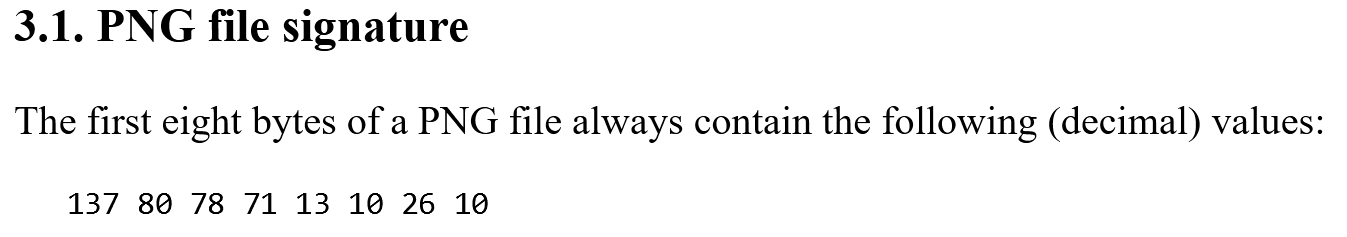 3.1. PNG file signature
The first eight bytes of a PNG file always contain the following (decimal) values:
137 80 78 71 13 10 26 10